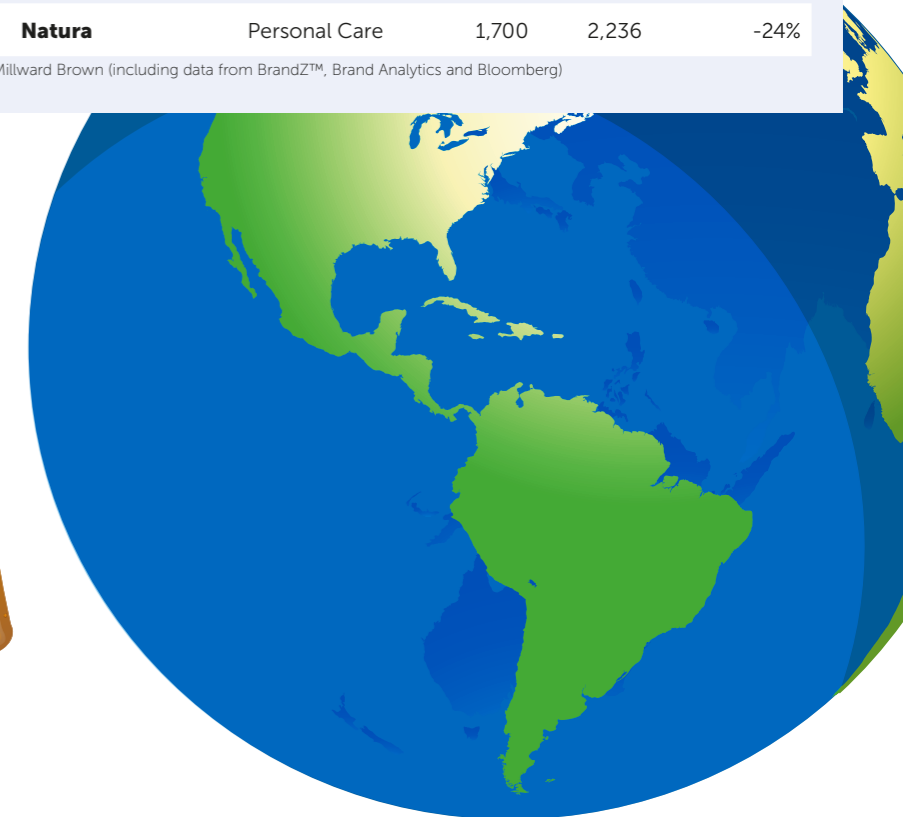 Natura Personal Care 1,700 2,236 -24%
Millward Brown (including data from BrandZ™, Brand Analytics and Bloomberg)